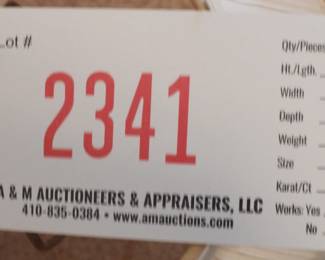 Lot #
2341
A & M AUCTIONEERS & APPRAISERS, LLC
410-835-0384 • www.amauctions.com
Qty/Pieces
Ht./Lgth.
Width
Depth
Weight
Size
Karat/Ct
Works: Yes
No